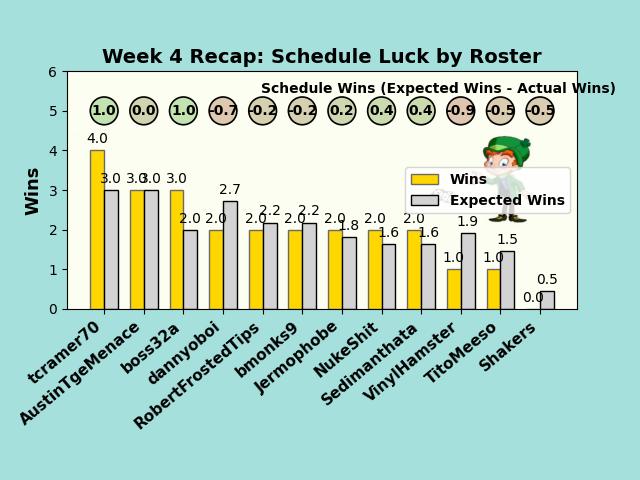 Week 4 Recap: Schedule Luck by Roster
Schedule Wins (Expected Wins - Actual Wins)
1.0 0.0 1.0 -0.7 -0.2 -0.2 0.2 0.4 0.4 -0.9 -0.5 -0.5
Wins
6
5
4
3
2
1
0
4.0 3.0 3.0 3.0 3.0 2.0 2.0 2.7 2.0 2.2 2.0 2.2 2.0 1.8 2.0 1.6 2.0 1.6 1.0 1.9 1.0 1.5 0.0 0.5
Wins
Expected Wins
tcramer70
AustinTgeMenace
boss32a
dannyoboi
RobertFrostedTips
bmonks9
Jermophobe
NukeShit
Sedimanthata
VinylHamster
TitoMeeso
Shakers